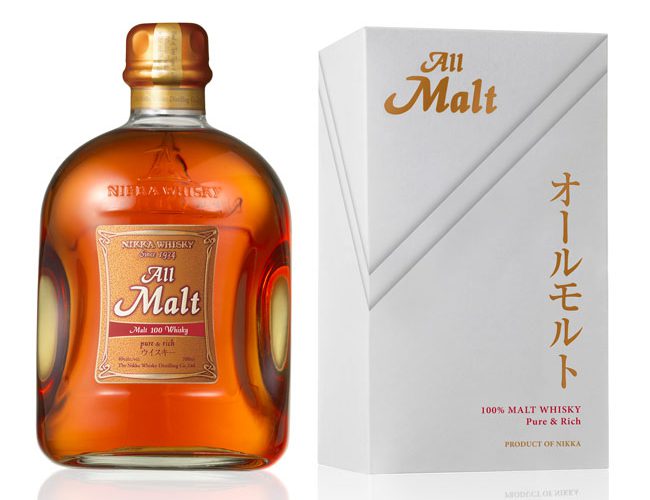 NIKKA WHISKY
NIKKA WHISKY
Since 1934
All
Malt
Malt 100 Whisky
pure & rich
ウイスキー
The Nikka Whisky Distilling Co., Ltd.
All
Malt
オールモルト
100% MALT WHISKY
Pure & Rich
PRODUCT OF NIKKA